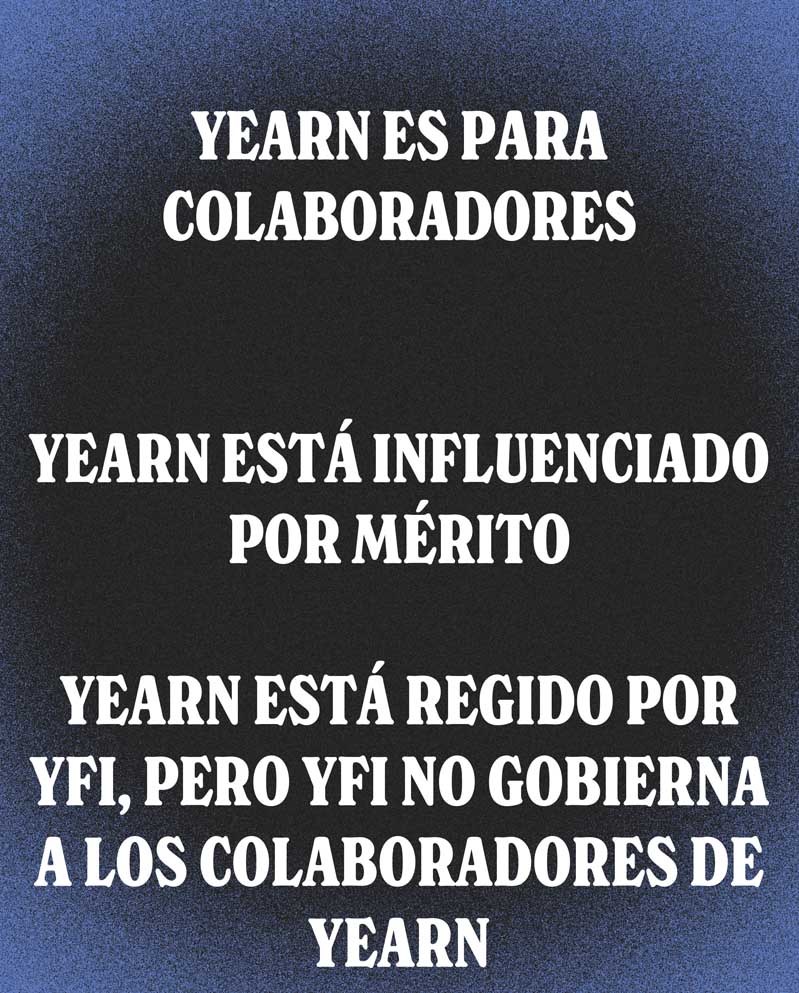 YEARN ES PARA
COLABORADORES
YEARN ESTÁ INFLUENCIADO
POR MÉRITO
YEARN ESTÁ REGIDO POR
YFI, PERO YFI NO GOBIERNA
A LOS COLABORADORES DE
YEARN